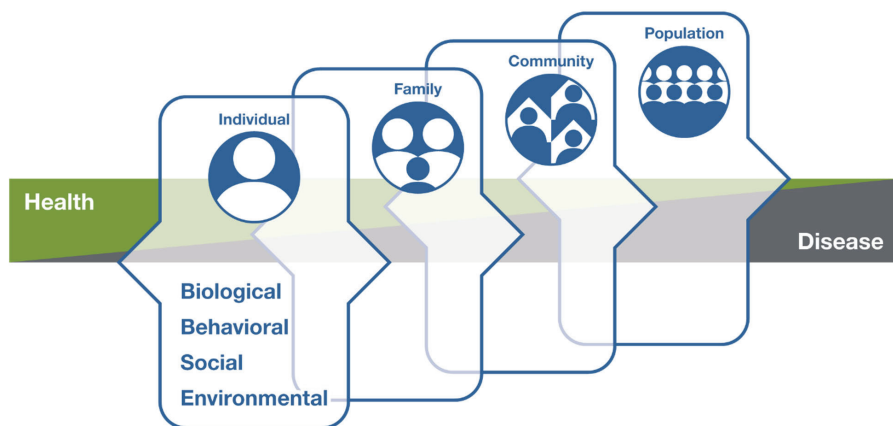 Population
Community
Family
Individual
Health
Disease
Biological
Behavioral
Social
Environmental